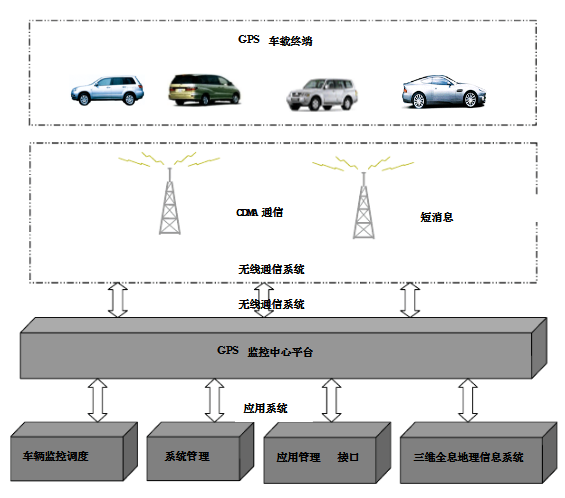 GPS 车载终端
CDMA 通信
短消息
无线通信系统
无线通信系统
GPS 监控中心平台
应用系统
车辆监控调度
系统管理
应用管理 接口
三维全息地理信息系统